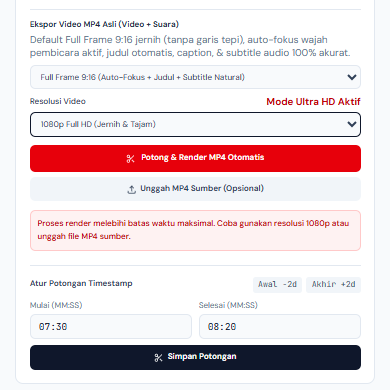 Ekspor Video MP4 Asli (Video + Suara)
Default Full Frame 9:16 jernih (tanpa garis tepi), auto-fokus wajah
pembicara aktif, judul otomatis, caption, & subtitle audio 100% akurat.
Full Frame 9:16 (Auto-Fokus + Judul + Subtitle Natural)
Resolusi Video Mode Ultra HD Aktif
1080p Full HD (Jernih & Tajam)
Potong & Render MP4 Otomatis
Unggah MP4 Sumber (Opsional)
Proses render melebihi batas waktu maksimal. Coba gunakan resolusi 1080p atau
unggah file MP4 sumber.
Atur Potongan Timestamp Awal -2d Akhir +2d
Mulai (MM:SS) Selesai (MM:SS)
07:30 08:20
Simpan Potongan